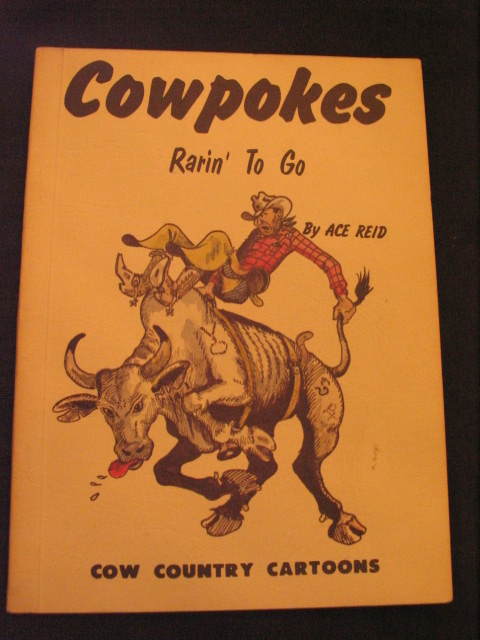 Cowpokes
Rarin' To Go
By ACE REID
COW COUNTRY CARTOONS